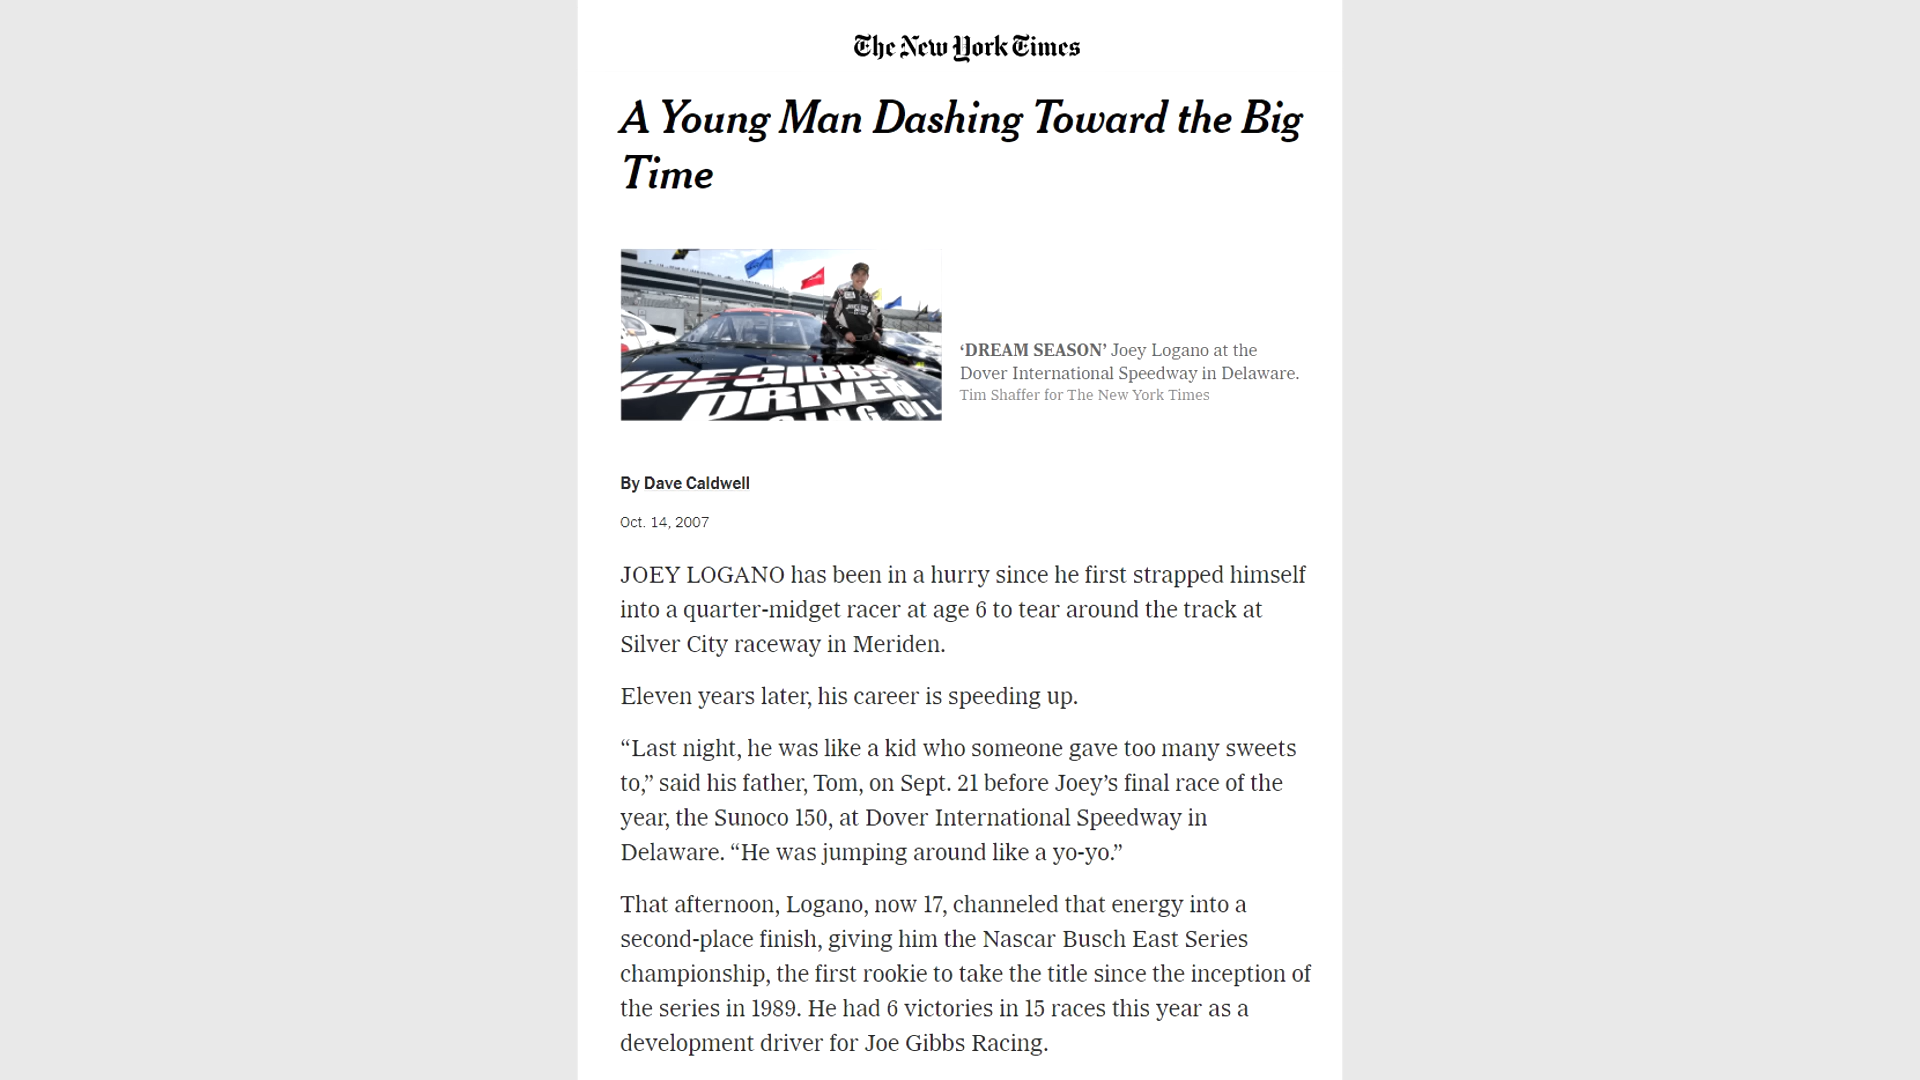 The New York Times
A Young Man Dashing Toward the Big
Time
JOE GIBBS
DRIVEN
RACING OIL
‘DREAM SEASON’ Joey Logano at the
Dover International Speedway in Delaware.
Tim Shaffer for The New York Times
By Dave Caldwell
Oct. 14, 2007
JOEY LOGANO has been in a hurry since he first strapped himself
into a quarter-midget racer at age 6 to tear around the track at
Silver City raceway in Meriden.
Eleven years later, his career is speeding up.
“Last night, he was like a kid who someone gave too many sweets
to,” said his father, Tom, on Sept. 21 before Joey’s final race of the
year, the Sunoco 150, at Dover International Speedway in
Delaware. “He was jumping around like a yo-yo.”
That afternoon, Logano, now 17, channeled that energy into a
second-place finish, giving him the Nascar Busch East Series
championship, the first rookie to take the title since the inception of
the series in 1989. He had 6 victories in 15 races this year as a
development driver for Joe Gibbs Racing.